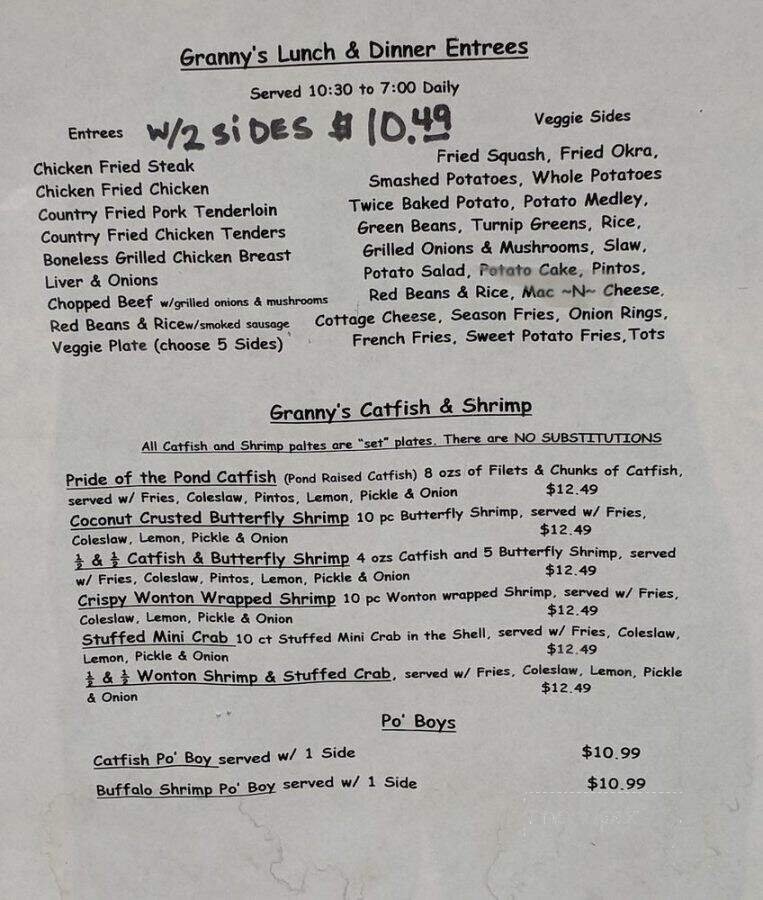 Granny's Lunch & Dinner Entrees
Served 10:30 to 7:00 Daily
Entrees W/2 SiDES $10.49
Chicken Fried Steak
Chicken Fried Chicken
Country Fried Pork Tenderloin
Country Fried Chicken Tenders
Boneless Grilled Chicken Breast
Liver & Onions
Chopped Beef w/grilled onions & mushrooms
Red Beans & Ricew/smoked sausage
Veggie Plate (choose 5 Sides)
Veggie Sides
Fried Squash, Fried Okra,
Smashed Potatoes, Whole Potatoes
Twice Baked Potato, Potato Medley,
Green Beans, Turnip Greens, Rice,
Grilled Onions & Mushrooms, Slaw,
Potato Salad, Potato Cake, Pintos,
Red Beans & Rice, Mac ~N~ Cheese,
Cottage Cheese, Season Fries, Onion Rings,
French Fries, Sweet Potato Fries, Tots
Granny's Catfish & Shrimp
All Catfish and Shrimp paltes are "set" plates. There are NO SUBSTITUTIONS
Pride of the Pond Catfish (Pond Raised Catfish) 8 ozs of Filets & Chunks of Catfish,
served w/ Fries, Coleslaw, Pintos, Lemon, Pickle & Onion $12.49
Coconut Crusted Butterfly Shrimp 10 pc Butterfly Shrimp, served w/ Fries,
Coleslaw, Lemon, Pickle & Onion $12.49
½ & ½ Catfish & Butterfly Shrimp 4 ozs Catfish and 5 Butterfly Shrimp, served
w/ Fries, Coleslaw, Pintos, Lemon, Pickle & Onion $12.49
Crispy Wonton Wrapped Shrimp 10 pc Wonton wrapped Shrimp, served w/ Fries,
Coleslaw, Lemon, Pickle & Onion $12.49
Stuffed Mini Crab 10 ct Stuffed Mini Crab in the Shell, served w/ Fries, Coleslaw,
Lemon, Pickle & Onion $12.49
½ & ½ Wonton Shrimp & Stuffed Crab, served w/ Fries, Coleslaw, Lemon, Pickle
& Onion $12.49
Po' Boys
Catfish Po' Boy served w/ 1 Side $10.99
Buffalo Shrimp Po' Boy served w/ 1 Side $10.99